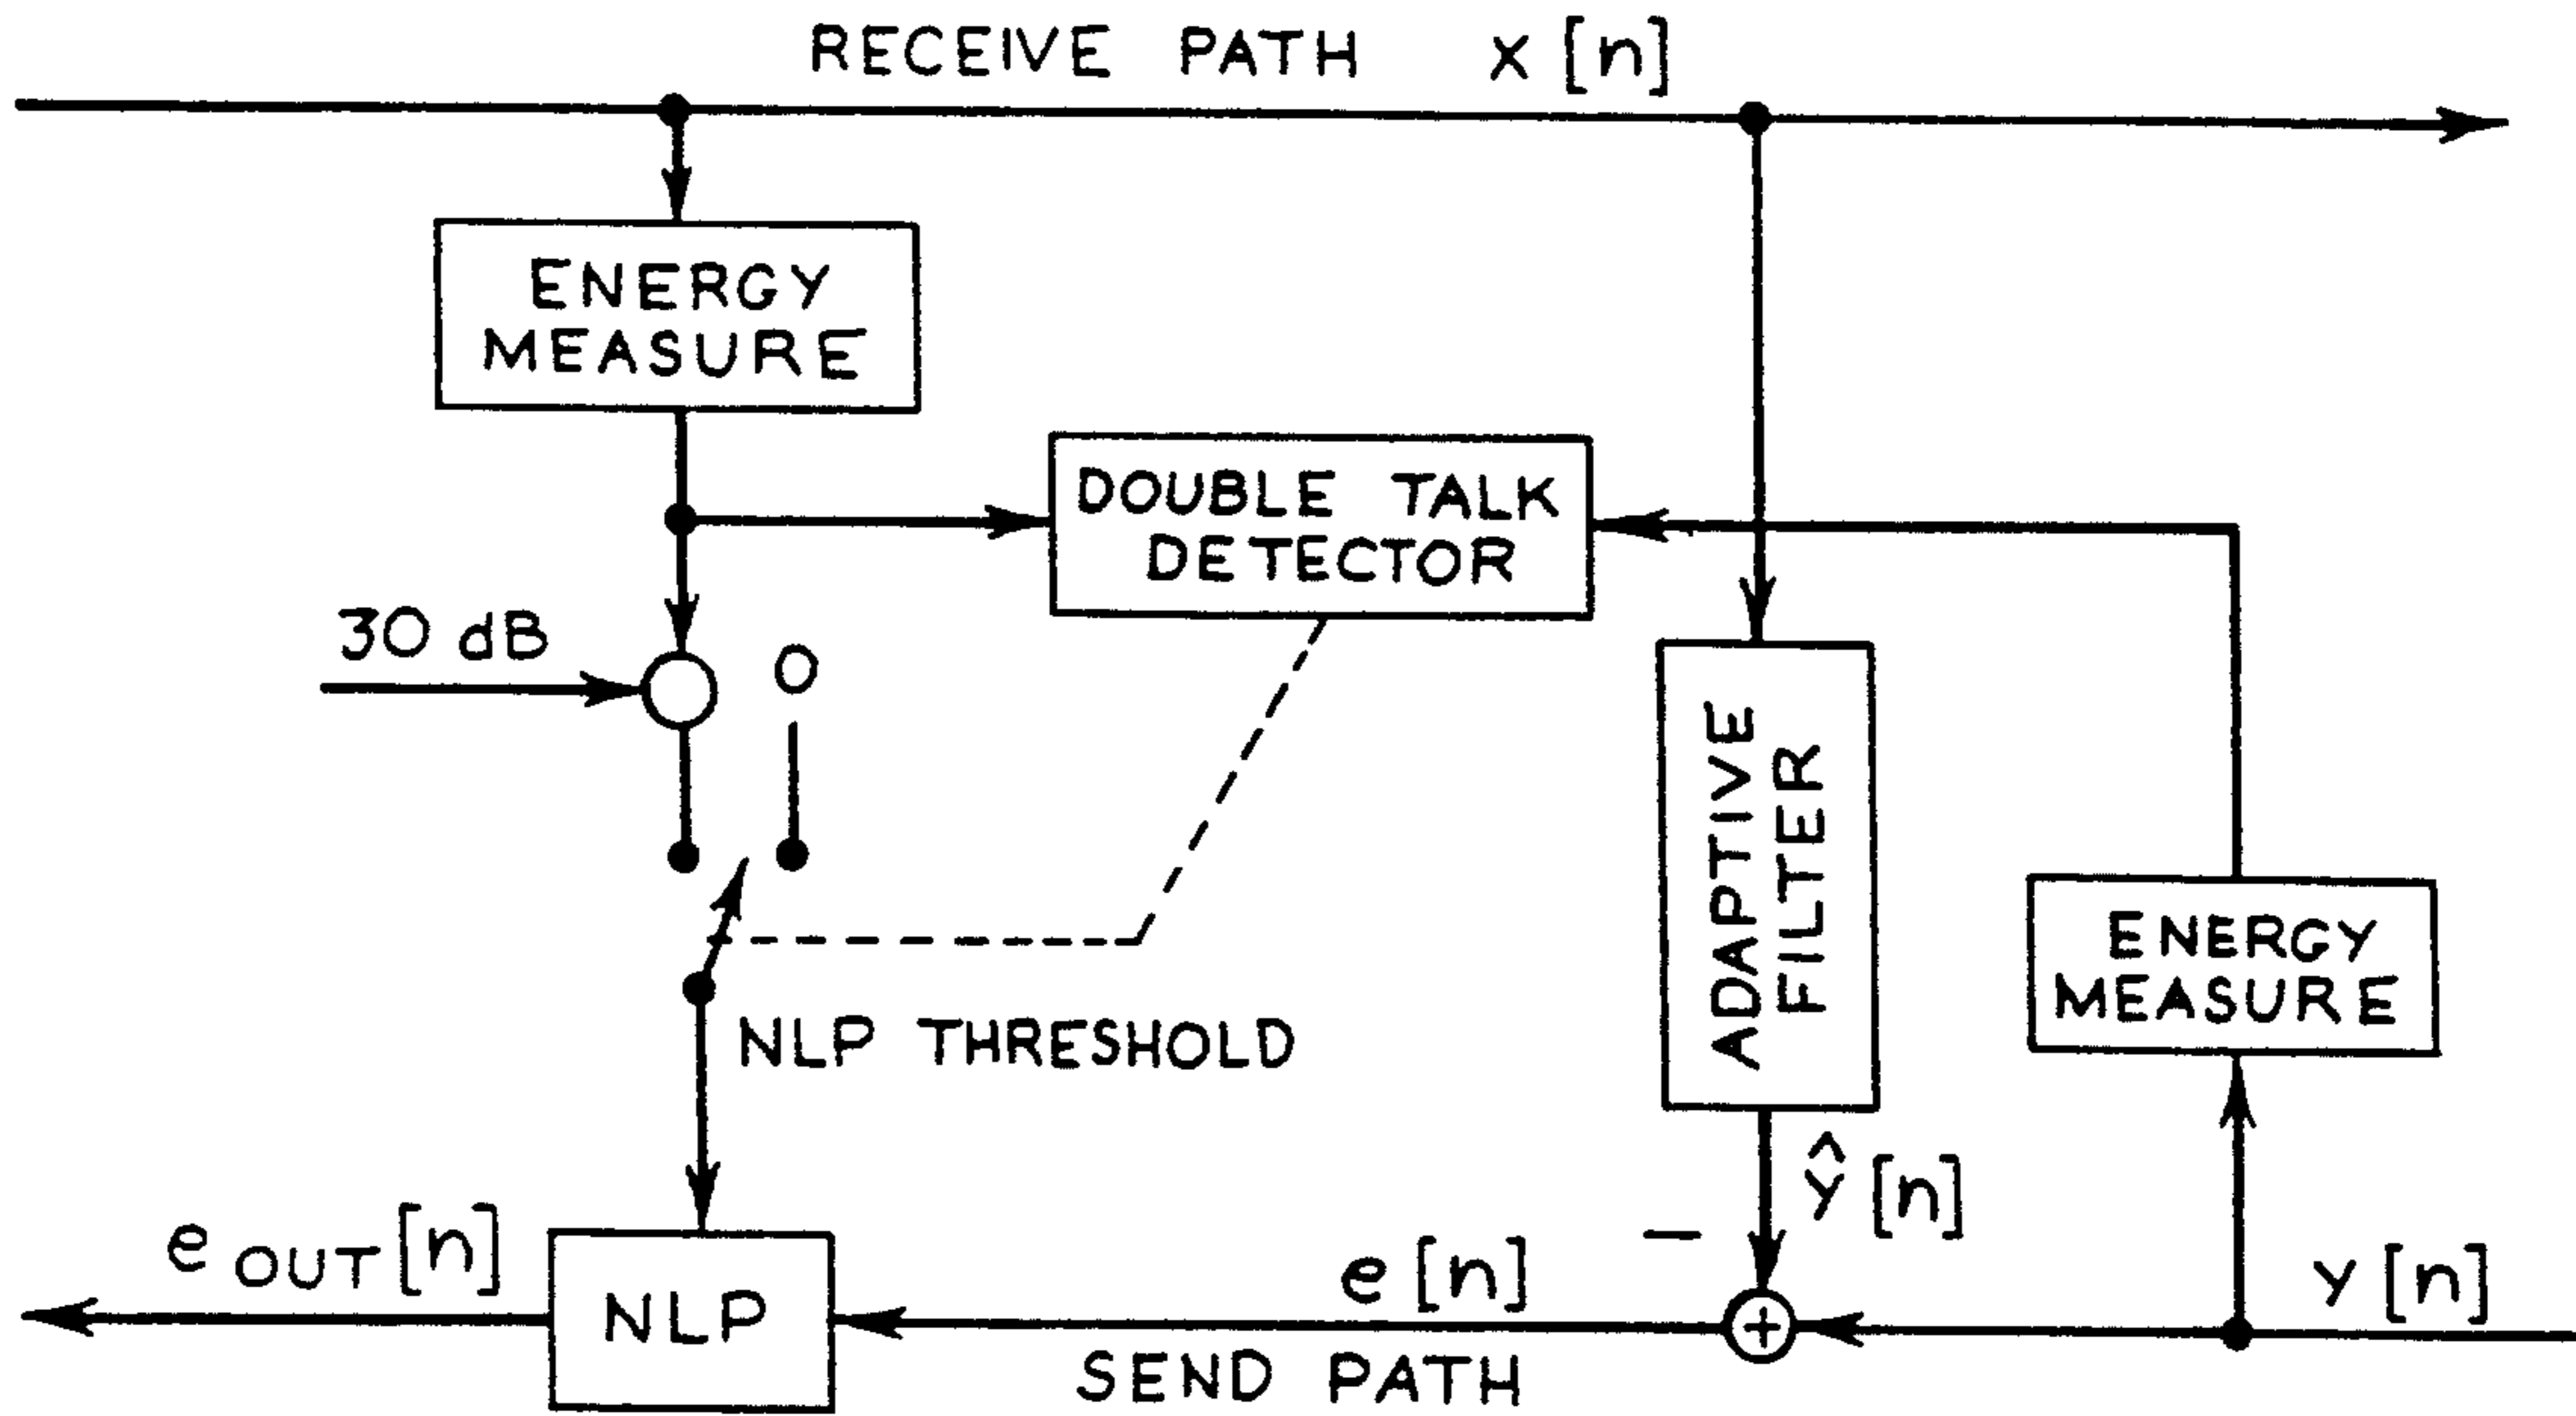 RECEIVE PATH x[n]
ENERGY
MEASURE
DOUBLE TALK
DETECTOR
30 dB
0
ADAPTIVE
FILTER
ENERGY
MEASURE
NLP THRESHOLD
ŷ[n]
−
e OUT[n]
NLP
e[n]
+
y[n]
SEND PATH